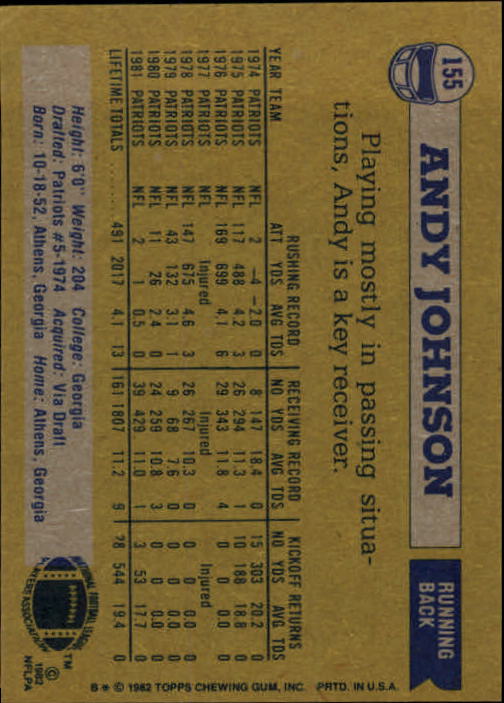 155
ANDY JOHNSON
RUNNING
BACK
Playing mostly in passing situa-
tions, Andy is a key receiver.
RUSHING RECORD RECEIVING RECORD KICKOFF RETURNS
YEAR TEAM ATT YDS AVG TDS NO YDS AVG TDS NO YDS AVG TDS
1974 PATRIOTS NFL 2 -4 -2.0 0 8 147 18.4 0 15 303 20.2 0
1975 PATRIOTS NFL 117 488 4.2 3 26 294 11.3 1 10 188 18.8 0
1976 PATRIOTS NFL 169 699 4.1 6 29 343 11.8 4 0 0 0.0 0
1977 PATRIOTS NFL Injured Injured Injured
1978 PATRIOTS NFL 147 675 4.6 3 26 267 10.3 0 0 0 0.0 0
1979 PATRIOTS NFL 43 132 3.1 1 9 68 7.6 0 0 0 0.0 0
1980 PATRIOTS NFL 11 26 2.4 0 24 259 10.8 3 0 0 0.0 0
1981 PATRIOTS NFL 2 1 0.5 0 39 429 11.0 1 3 53 17.7 0
LIFETIME TOTALS ........ 491 2017 4.1 13 161 1807 11.2 9 28 544 19.4 0
Height: 6'0" Weight: 204 College: Georgia
Drafted: Patriots #5-1974 Acquired: Via Draft
Born: 10-18-52, Athens, Georgia Home: Athens, Georgia
NATIONAL FOOTBALL LEAGUE
PLAYERS ASSOCIATION
TM
©
1982
NFLPA
B* © 1982 TOPPS CHEWING GUM, INC. PRTD. IN U.S.A.